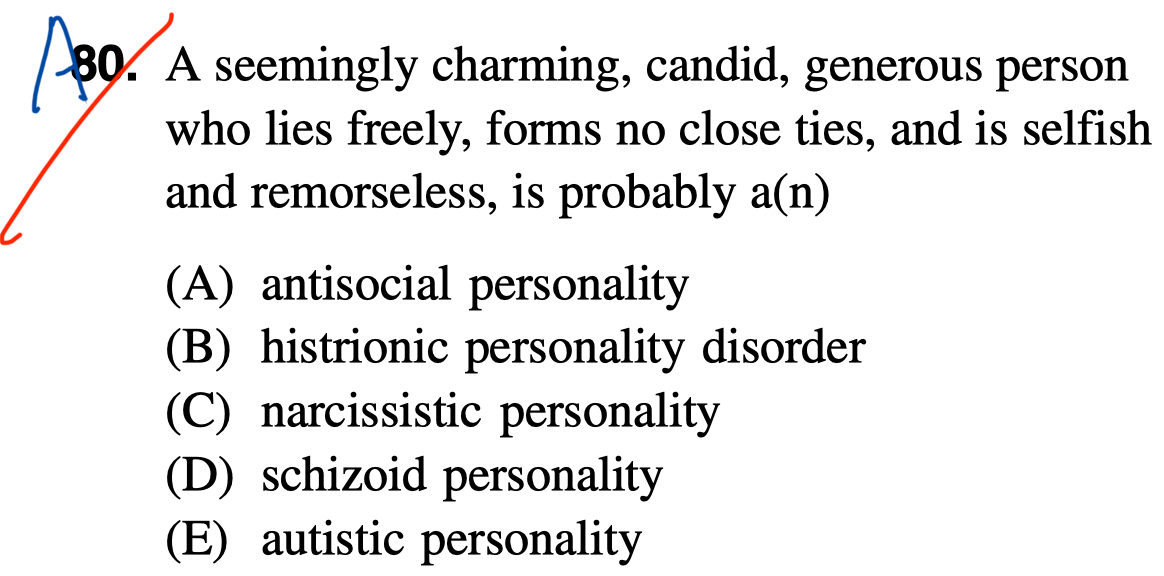 A
80. A seemingly charming, candid, generous person
who lies freely, forms no close ties, and is selfish
and remorseless, is probably a(n)
(A) antisocial personality
(B) histrionic personality disorder
(C) narcissistic personality
(D) schizoid personality
(E) autistic personality